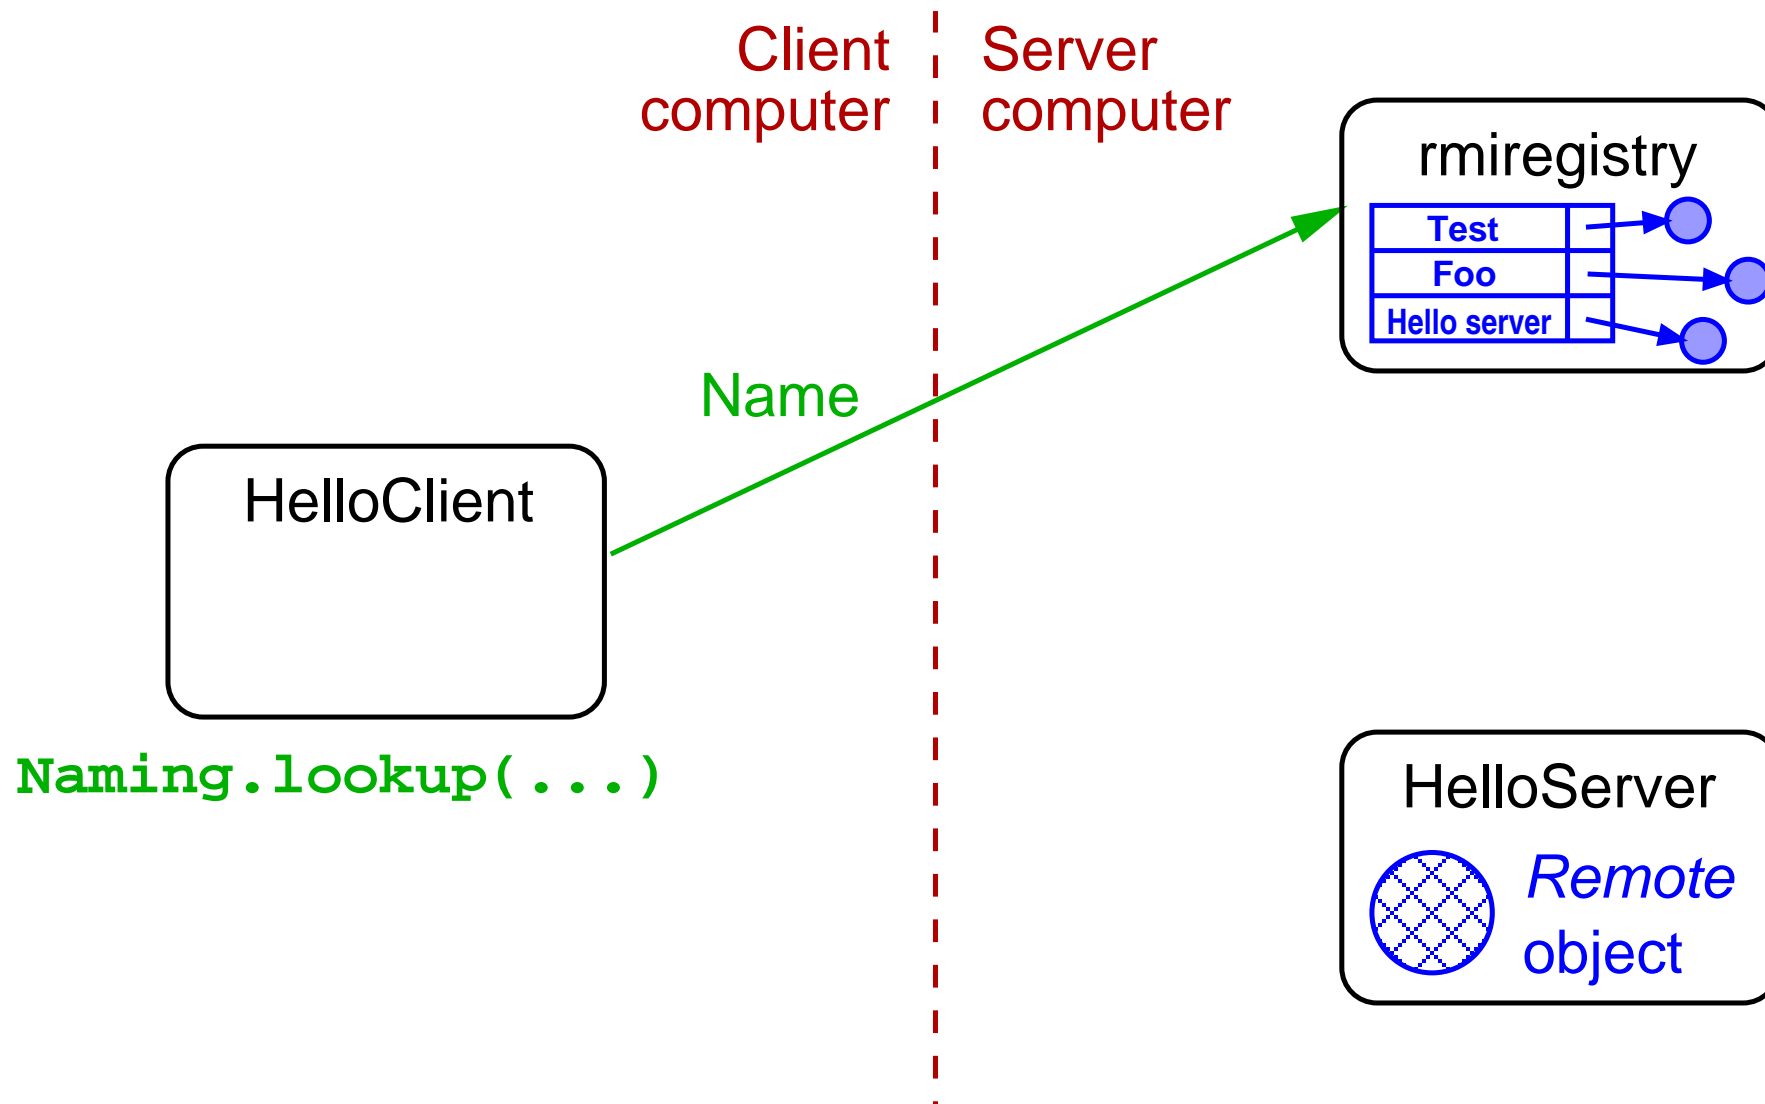 Client
computer
Server
computer
rmiregistry
Test
Foo
Hello server
Name
HelloClient
Naming.lookup(...)
HelloServer
Remote
object